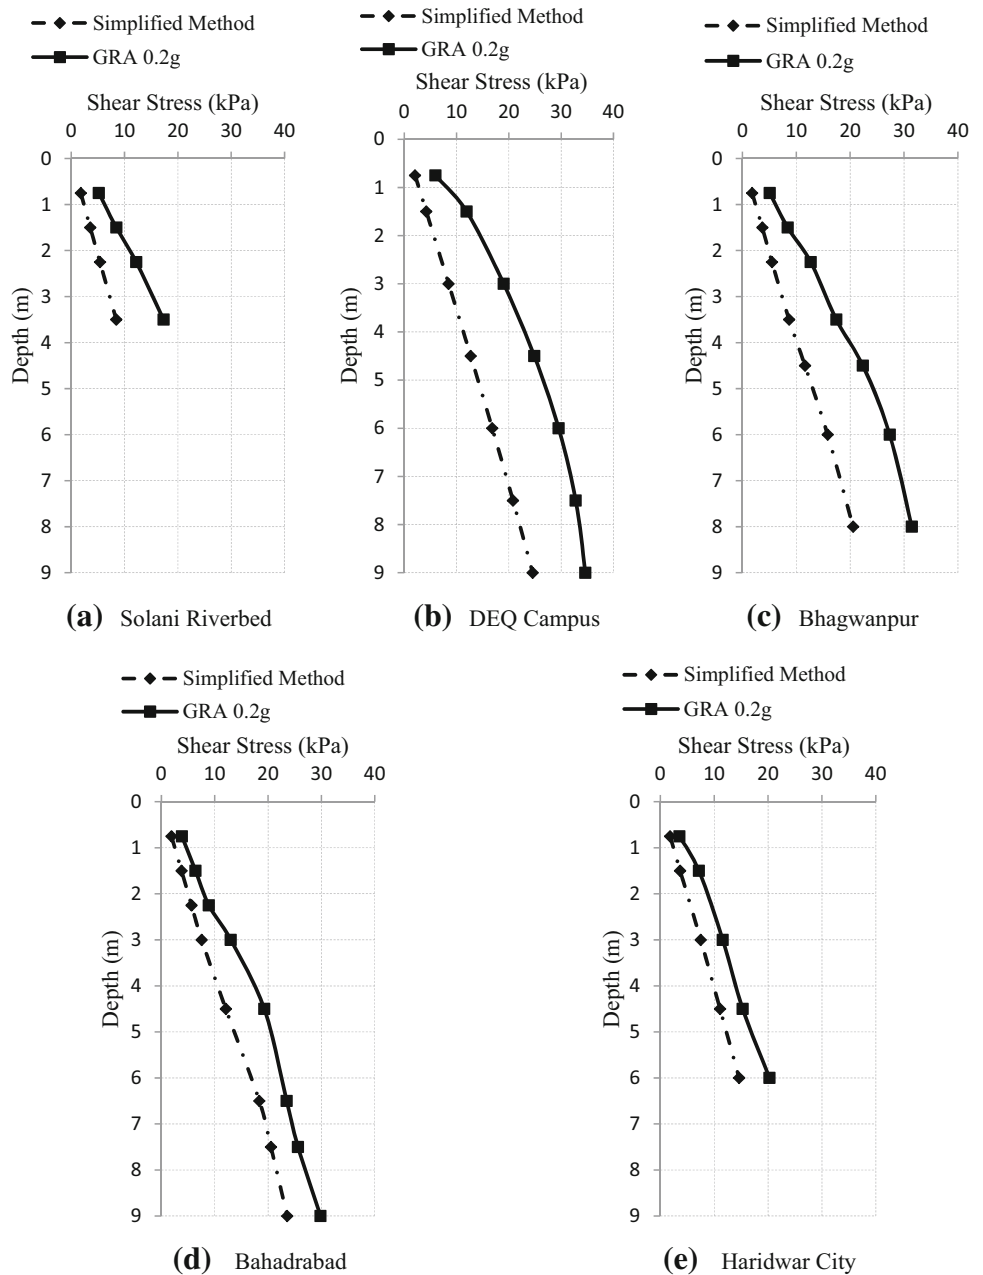 Simplified Method
GRA 0.2g
Shear Stress (kPa)
0 10 20 30 40
0
1
2
3
4
5
6
7
8
9
Depth (m)
(a) Solani Riverbed
Simplified Method
GRA 0.2g
Shear Stress (kPa)
0 10 20 30 40
0
1
2
3
4
5
6
7
8
9
Depth (m)
(b) DEQ Campus
Simplified Method
GRA 0.2g
Shear Stress (kPa)
0 10 20 30 40
0
1
2
3
4
5
6
7
8
9
Depth (m)
(c) Bhagwanpur
Simplified Method
GRA 0.2g
Shear Stress (kPa)
0 10 20 30 40
0
1
2
3
4
5
6
7
8
9
Depth (m)
(d) Bahadrabad
Simplified Method
GRA 0.2g
Shear Stress (kPa)
0 10 20 30 40
0
1
2
3
4
5
6
7
8
9
Depth (m)
(e) Haridwar City